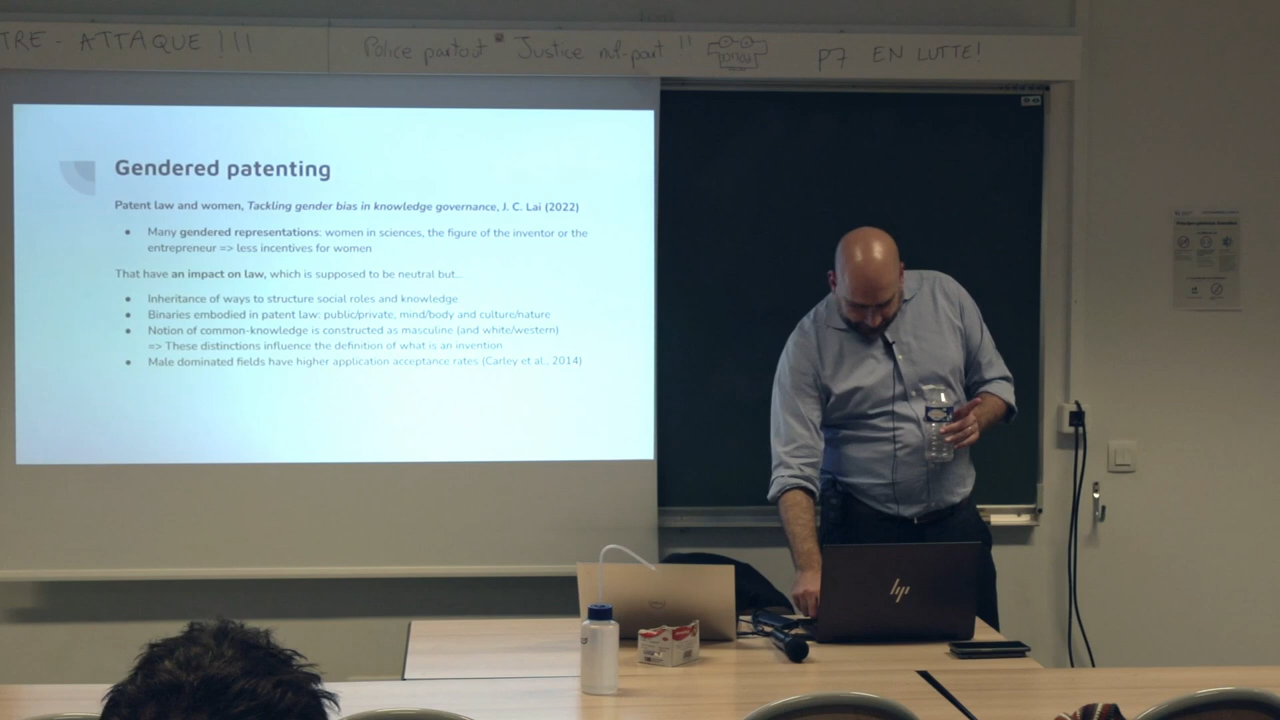 TRE - ATTAQUE !!!
Police partout Justice nul-part !!
P7 EN LUTTE!
Gendered patenting
Patent law and women, Tackling gender bias in knowledge governance, J. C. Lai (2022)
● Many gendered representations: women in sciences, the figure of the inventor or the
entrepreneur => less incentives for women
That have an impact on law, which is supposed to be neutral but...
● Inheritance of ways to structure social roles and knowledge
● Binaries embodied in patent law: public/private, mind/body and culture/nature
● Notion of common-knowledge is constructed as masculine (and white/western)
=> These distinctions influence the definition of what is an invention
● Male dominated fields have higher application acceptance rates (Carley et al., 2014)
hp